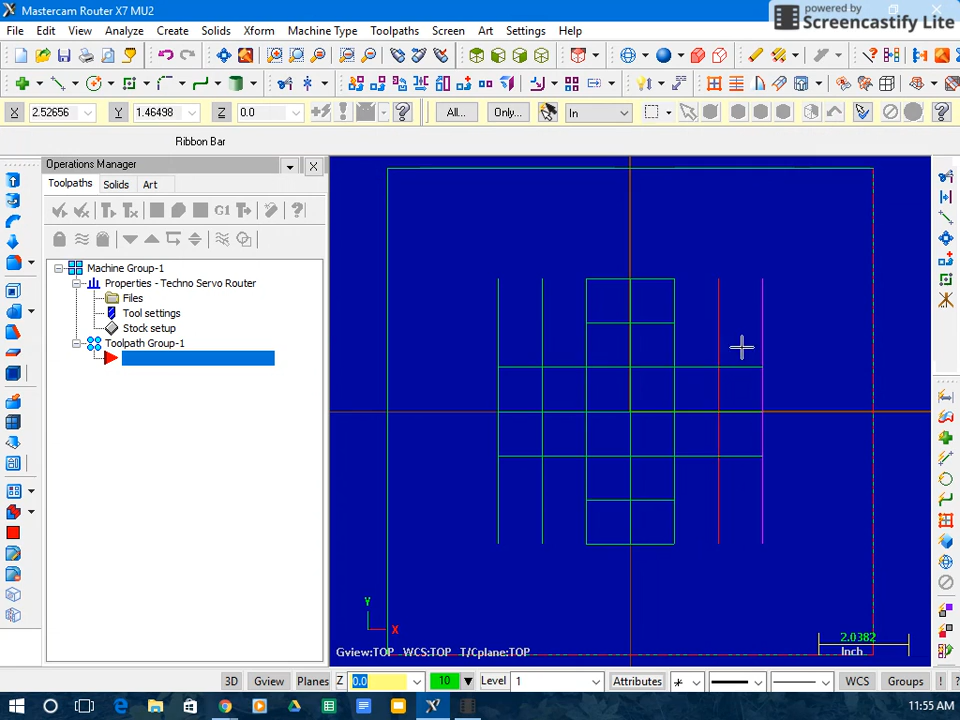 Mastercam Router X7 MU2
powered by
Screencastify Lite
File Edit View Analyze Create Solids Xform Machine Type Toolpaths Screen Art Settings Help
X 2.52656 Y 1.46498 Z 0.0 All... Only... In
Ribbon Bar
Operations Manager
Toolpaths Solids Art
G1
Machine Group-1
Properties - Techno Servo Router
Files
Tool settings
Stock setup
Toolpath Group-1
Y
X
2.0382
Inch
Gview:TOP WCS:TOP T/Cplane:TOP
3D Gview Planes Z 0.0 10 Level 1 Attributes WCS Groups ! ?
11:55 AM